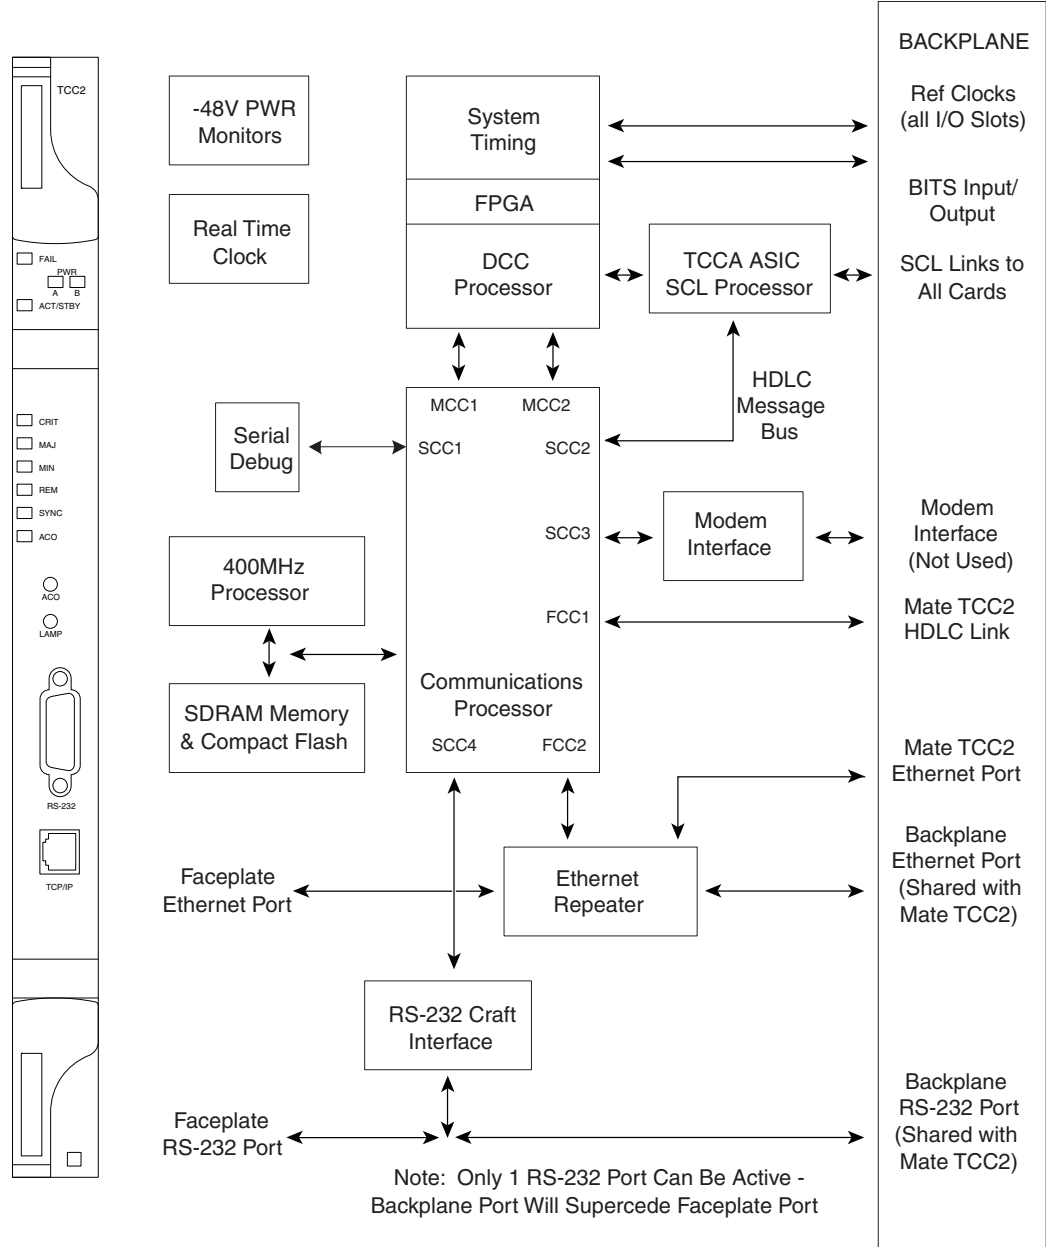 TCC2
FAIL
PWR
A B
ACT/STBY
CRIT
MAJ
MIN
REM
SYNC
ACO
ACO
LAMP
RS-232
TCP/IP
-48V PWR
Monitors
Real Time
Clock
System
Timing
FPGA
DCC
Processor
TCCA ASIC
SCL Processor
HDLC
Message
Bus
MCC1 MCC2
SCC1 SCC2
Serial
Debug
SCC3
Modem
Interface
400MHz
Processor
FCC1
SDRAM Memory
& Compact Flash
Communications
Processor
SCC4 FCC2
Faceplate
Ethernet Port
Ethernet
Repeater
RS-232 Craft
Interface
Faceplate
RS-232 Port
Note: Only 1 RS-232 Port Can Be Active -
Backplane Port Will Supercede Faceplate Port
BACKPLANE
Ref Clocks
(all I/O Slots)
BITS Input/
Output
SCL Links to
All Cards
Modem
Interface
(Not Used)
Mate TCC2
HDLC Link
Mate TCC2
Ethernet Port
Backplane
Ethernet Port
(Shared with
Mate TCC2)
Backplane
RS-232 Port
(Shared with
Mate TCC2)